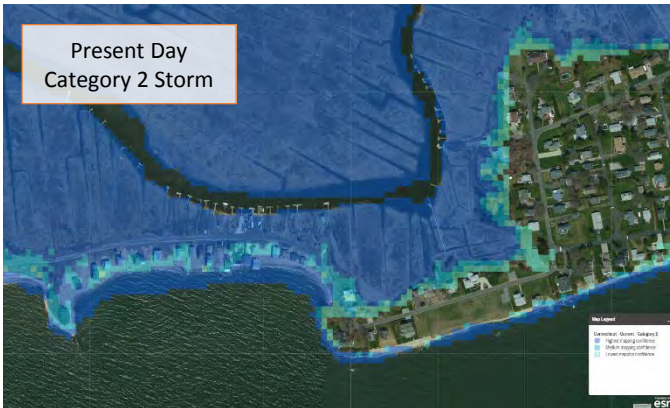 Present Day
Category 2 Storm
Map Legend
Connecticut - Current - Category 2
Highest mapping confidence
Medium mapping confidence
Lowest mapping confidence
esri